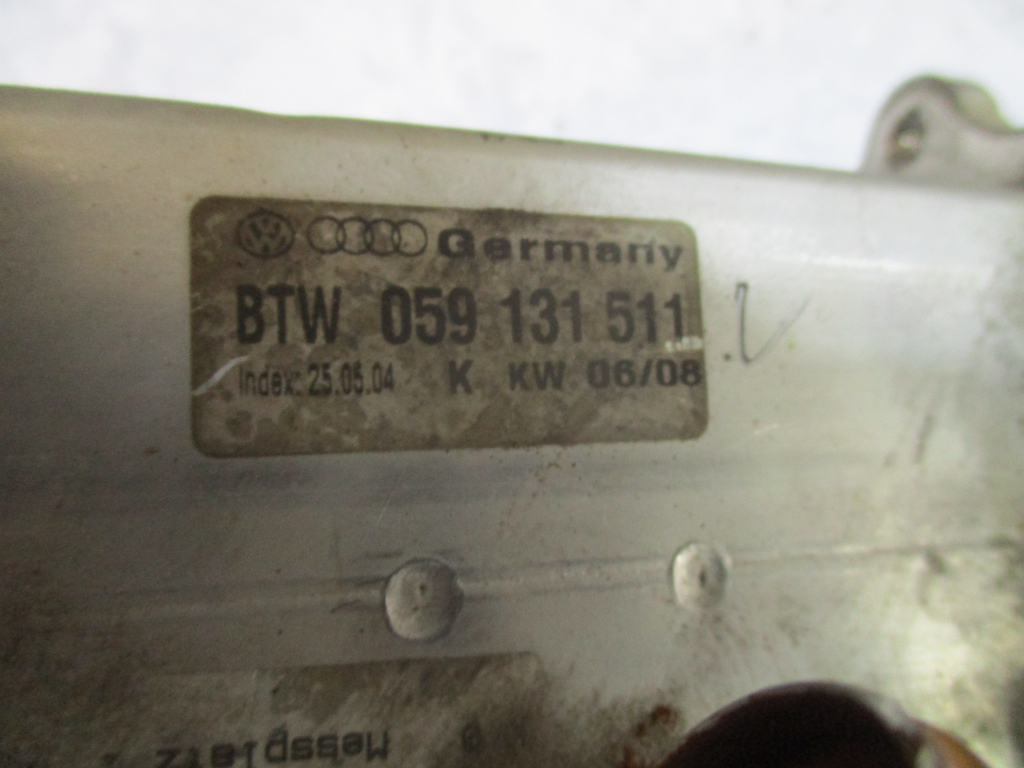 Germany
BTW 059 131 511
Index: 25.05.04 K KW 06/08
Messplatz